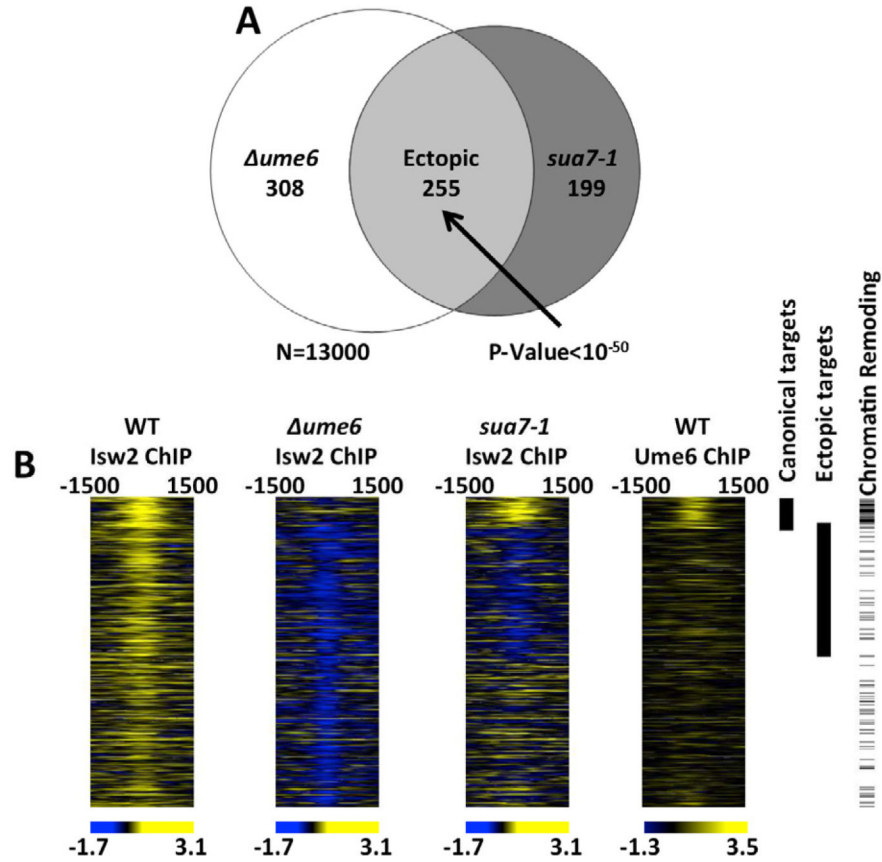 A
Δume6
308
Ectopic
255
sua7-1
199
N=13000
P-Value<10-50
B
WT
Isw2 ChIP
-1500 1500
Δume6
Isw2 ChIP
-1500 1500
sua7-1
Isw2 ChIP
-1500 1500
WT
Ume6 ChIP
-1500 1500
Canonical targets
Ectopic targets
Chromatin Remoding
-1.7 3.1
-1.7 3.1
-1.7 3.1
-1.3 3.5